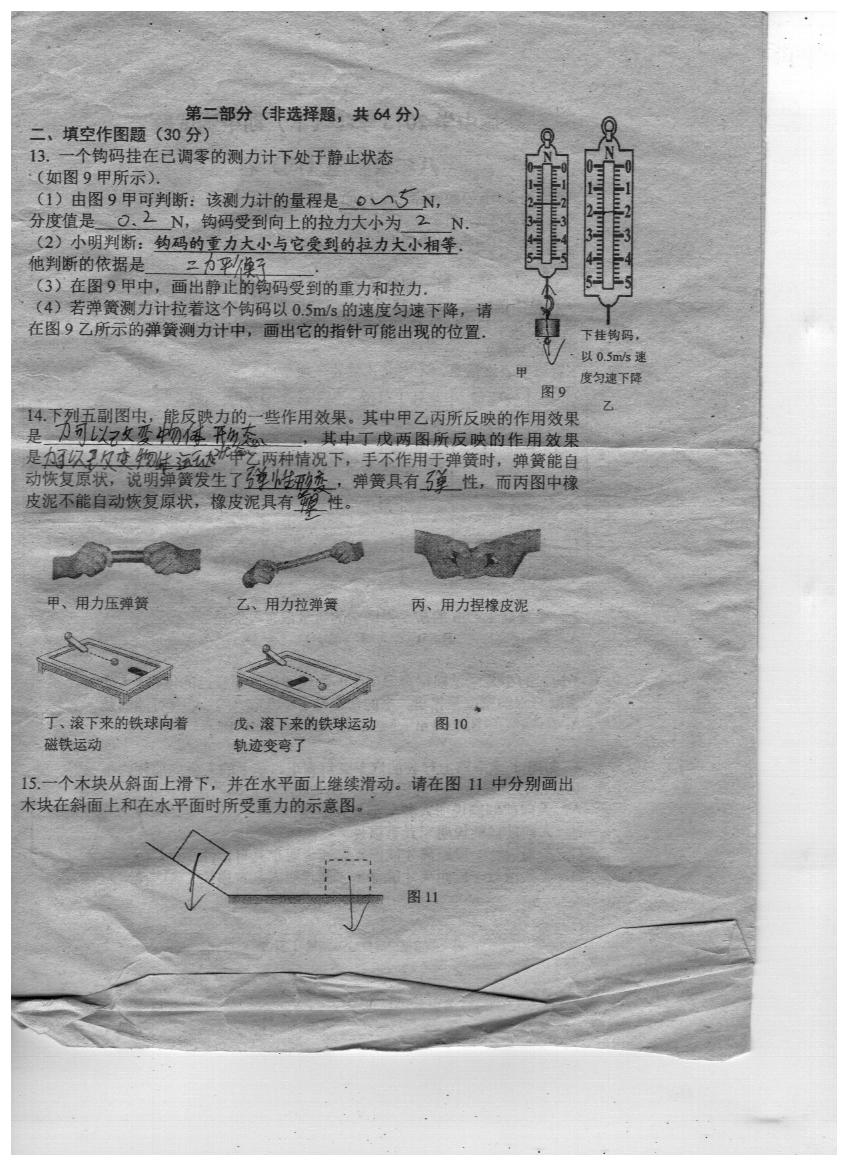 第二部分（非选择题，共 64 分）
二、填空作图题（30 分）
13. 一个钩码挂在已调零的测力计下处于静止状态
（如图 9 甲所示）.
（1）由图 9 甲可判断：该测力计的量程是 0~5 N，
分度值是 0.2 N，钩码受到向上的拉力大小为 2 N.
（2）小明判断：钩码的重力大小与它受到的拉力大小相等.
他判断的依据是 二力平衡 .
（3）在图 9 甲中，画出静止的钩码受到的重力和拉力.
（4）若弹簧测力计拉着这个钩码以 0.5m/s 的速度匀速下降，请
在图 9 乙所示的弹簧测力计中，画出它的指针可能出现的位置.
N
0 0
1 1
2 2
3 3
4 4
5 5
甲
N
0 0
1 1
2 2
3 3
4 4
5 5
下挂钩码，
以 0.5m/s 速
度匀速下降
乙
图 9
14.下列五副图中，能反映力的一些作用效果。其中甲乙丙所反映的作用效果
是 力可以改变物体形态 ，其中丁戊两图所反映的作用效果
是力可以改变物体运动状态 甲乙两种情况下，手不作用于弹簧时，弹簧能自
动恢复原状，说明弹簧发生了 弹性形变 ，弹簧具有 弹 性，而丙图中橡
皮泥不能自动恢复原状，橡皮泥具有 塑 性。
甲、用力压弹簧 乙、用力拉弹簧 丙、用力捏橡皮泥
丁、滚下来的铁球向着 戊、滚下来的铁球运动 图 10
磁铁运动 轨迹变弯了
15.一个木块从斜面上滑下，并在水平面上继续滑动。请在图 11 中分别画出
木块在斜面上和在水平面时所受重力的示意图。
图 11